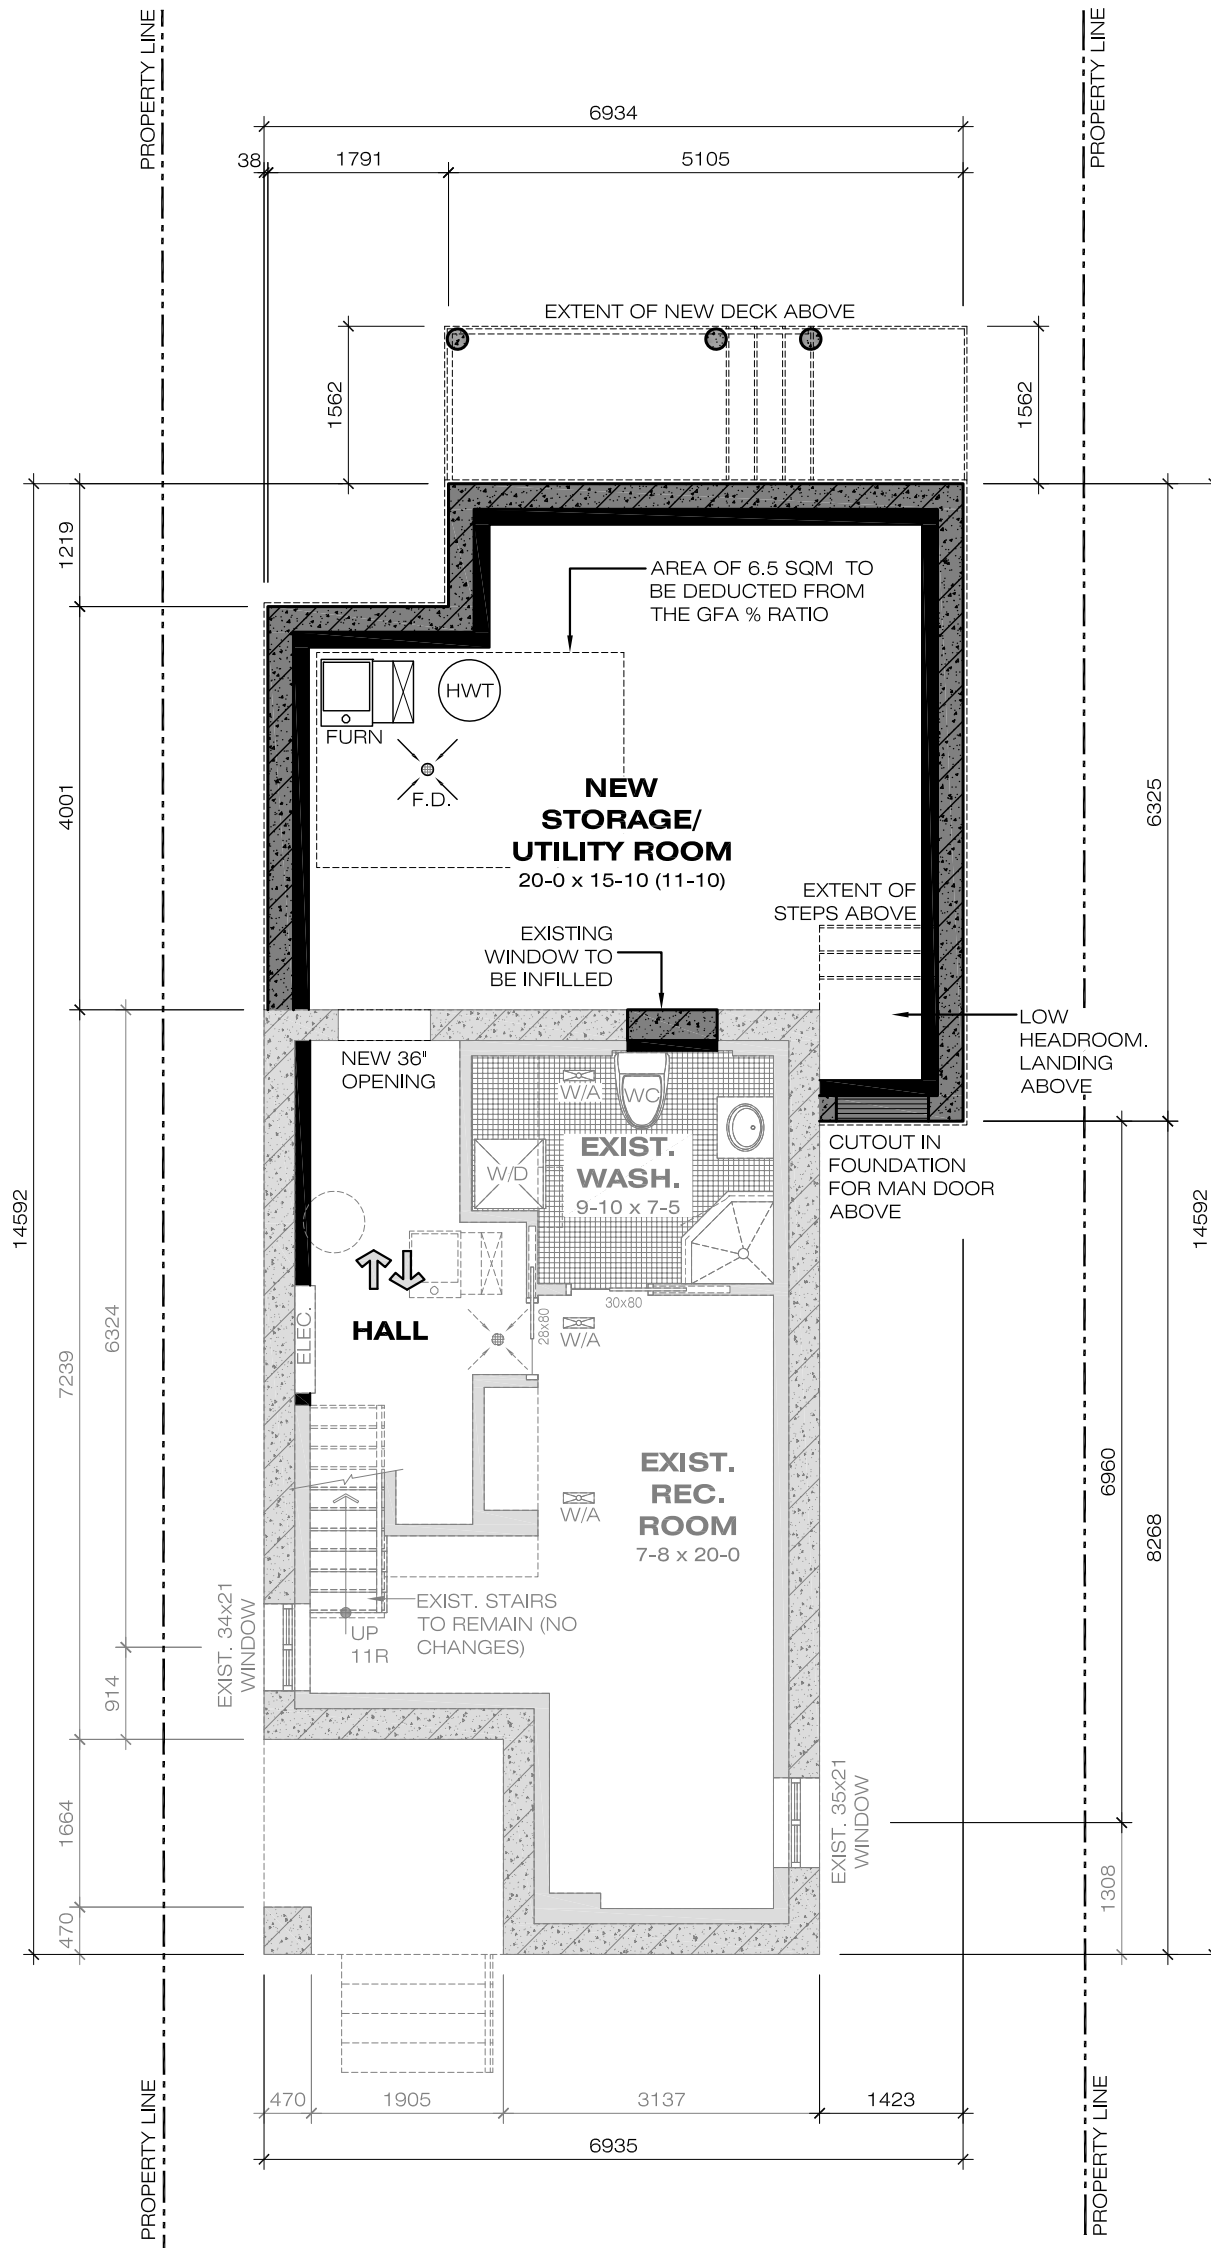 PROPERTY LINE
PROPERTY LINE
6934
38
1791
5105
EXTENT OF NEW DECK ABOVE
1562
1562
1219
AREA OF 6.5 SQM TO
BE DEDUCTED FROM
THE GFA % RATIO
HWT
FURN
F.D.
4001
6325
NEW
STORAGE/
UTILITY ROOM
20-0 x 15-10 (11-10)
EXTENT OF
STEPS ABOVE
EXISTING
WINDOW TO
BE INFILLED
LOW
HEADROOM.
LANDING
ABOVE
NEW 36"
OPENING
W/A
WC
EXIST.
WASH.
9-10 x 7-5
W/D
CUTOUT IN
FOUNDATION
FOR MAN DOOR
ABOVE
14592
14592
6324
7239
HALL
ELEC.
28x80
30x80
W/A
W/A
EXIST.
REC.
ROOM
7-8 x 20-0
6960
8268
EXIST. STAIRS
TO REMAIN (NO
CHANGES)
UP
11R
EXIST. 34x21
WINDOW
914
EXIST. 35x21
WINDOW
1664
470
1308
470
1905
3137
1423
6935
PROPERTY LINE
PROPERTY LINE